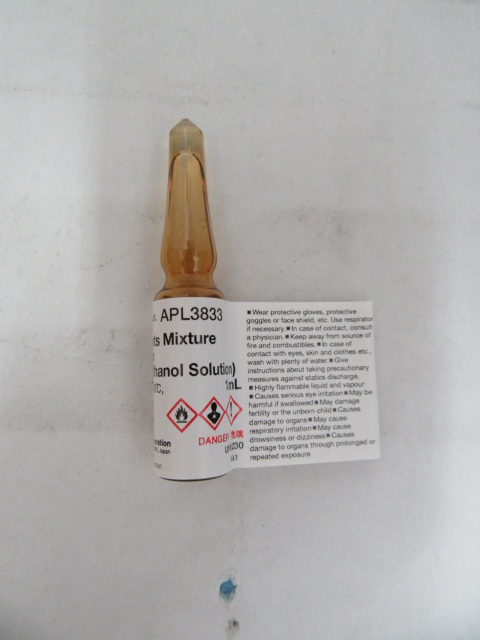 APL3833
ts Mixture
hanol Solution)
1mL
DANGER 危険
ration
Japan
■ Wear protective gloves, protective
goggles or face shield, etc. Use respirator
if necessary. ■ In case of contact, consult
a physician. ■ Keep away from source of
fire and combustibles. ■ In case of
contact with eyes, skin and clothes etc.,
wash with plenty of water. ■ Give
instructions about taking precautionary
measures against statics discharge.
■ Highly flammable liquid and vapour
■ Causes serious eye irritation ■ May be
harmful if swallowed ■ May damage
fertility or the unborn child ■ Causes
damage to organs ■ May cause
respiratory irritation ■ May cause
drowsiness or dizziness ■ Causes
damage to organs through prolonged or
repeated exposure